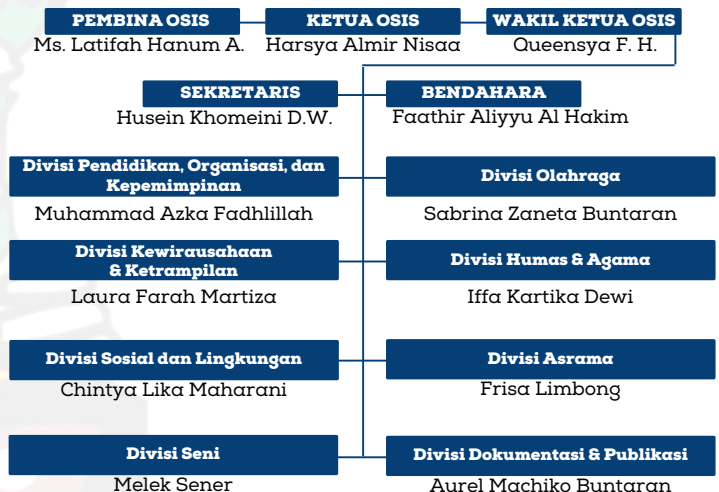 PEMBINA OSIS
KETUA OSIS
WAKIL KETUA OSIS
Ms. Latifah Hanum A.
Harsya Almir Nisaa
Queensya F. H.
SEKRETARIS
BENDAHARA
Husein Khomeini D.W.
Faathir Aliyyu Al Hakim
Divisi Pendidikan, Organisasi, dan
Kepemimpinan
Divisi Olahraga
Muhammad Azka Fadhlillah
Sabrina Zaneta Buntaran
Divisi Kewirausahaan
& Ketrampilan
Divisi Humas & Agama
Laura Farah Martiza
Iffa Kartika Dewi
Divisi Sosial dan Lingkungan
Divisi Asrama
Chintya Lika Maharani
Frisa Limbong
Divisi Seni
Divisi Dokumentasi & Publikasi
Melek Sener
Aurel Machiko Buntaran